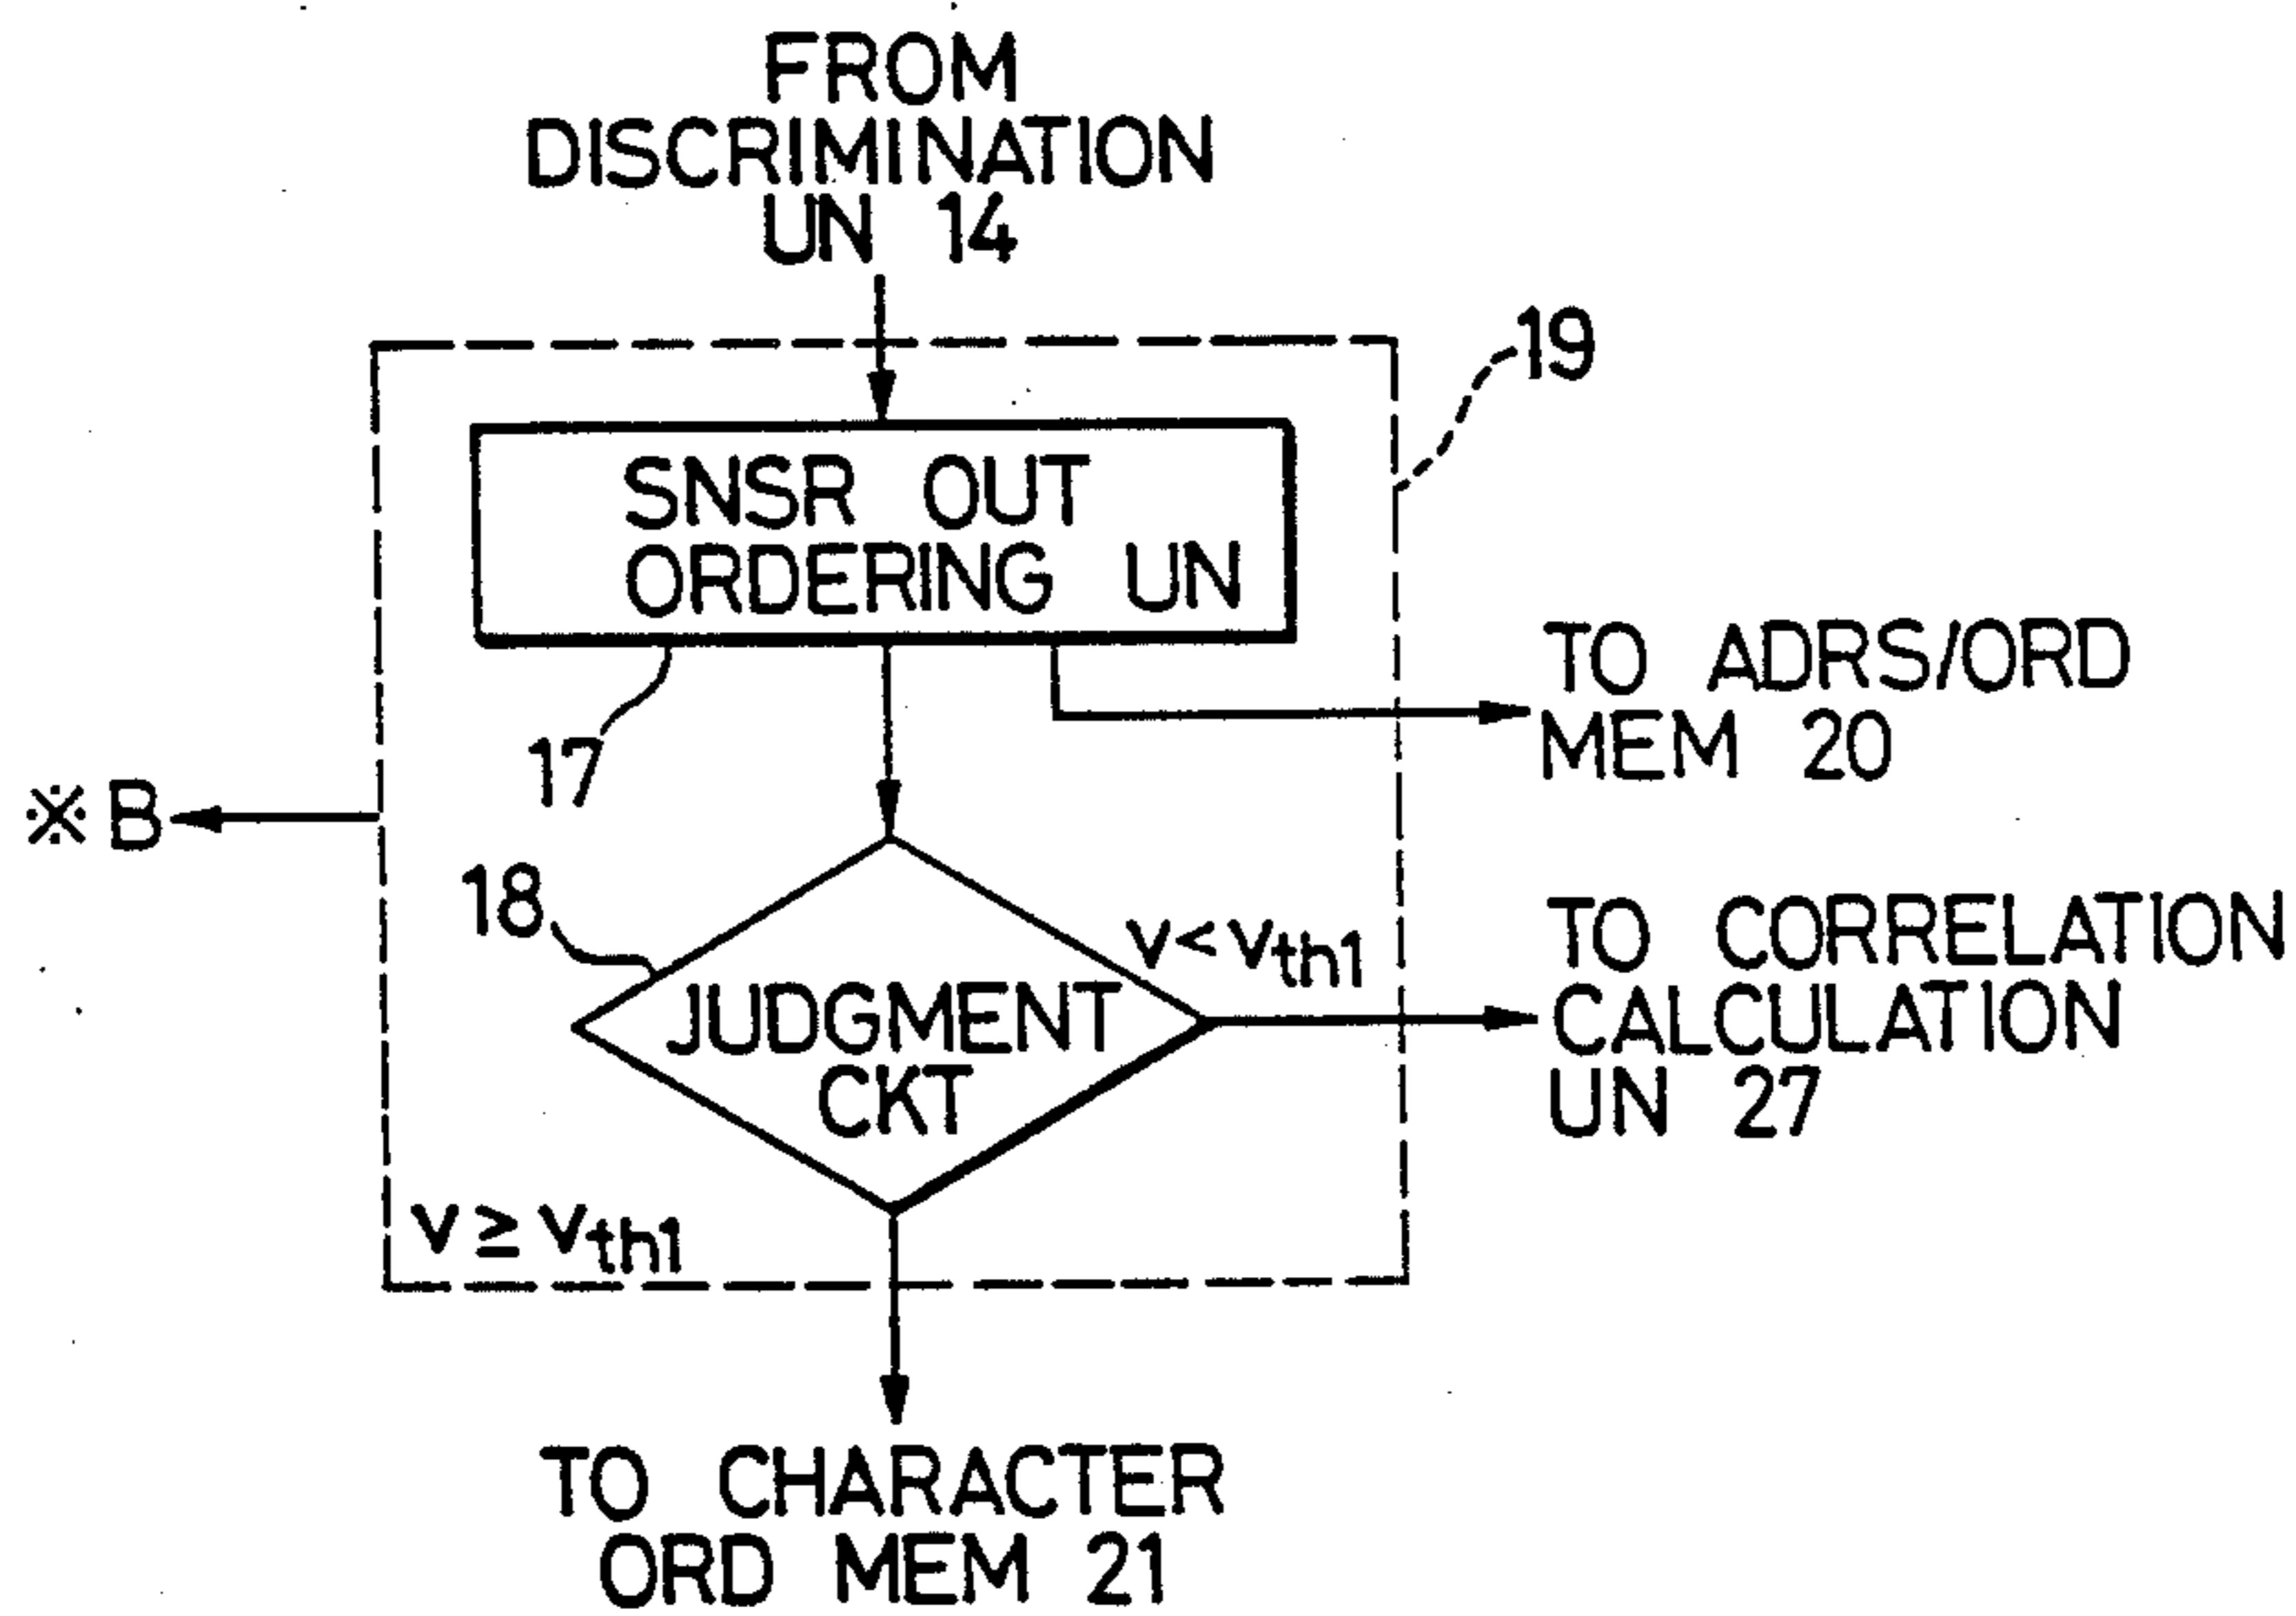 FROM
DISCRIMINATION
UN 14
19
SNSR OUT
ORDERING UN
17
TO ADRS/ORD
MEM 20
※B
18
v<vth1
JUDGMENT
CKT
TO CORRELATION
CALCULATION
UN 27
v≥vth1
TO CHARACTER
ORD MEM 21